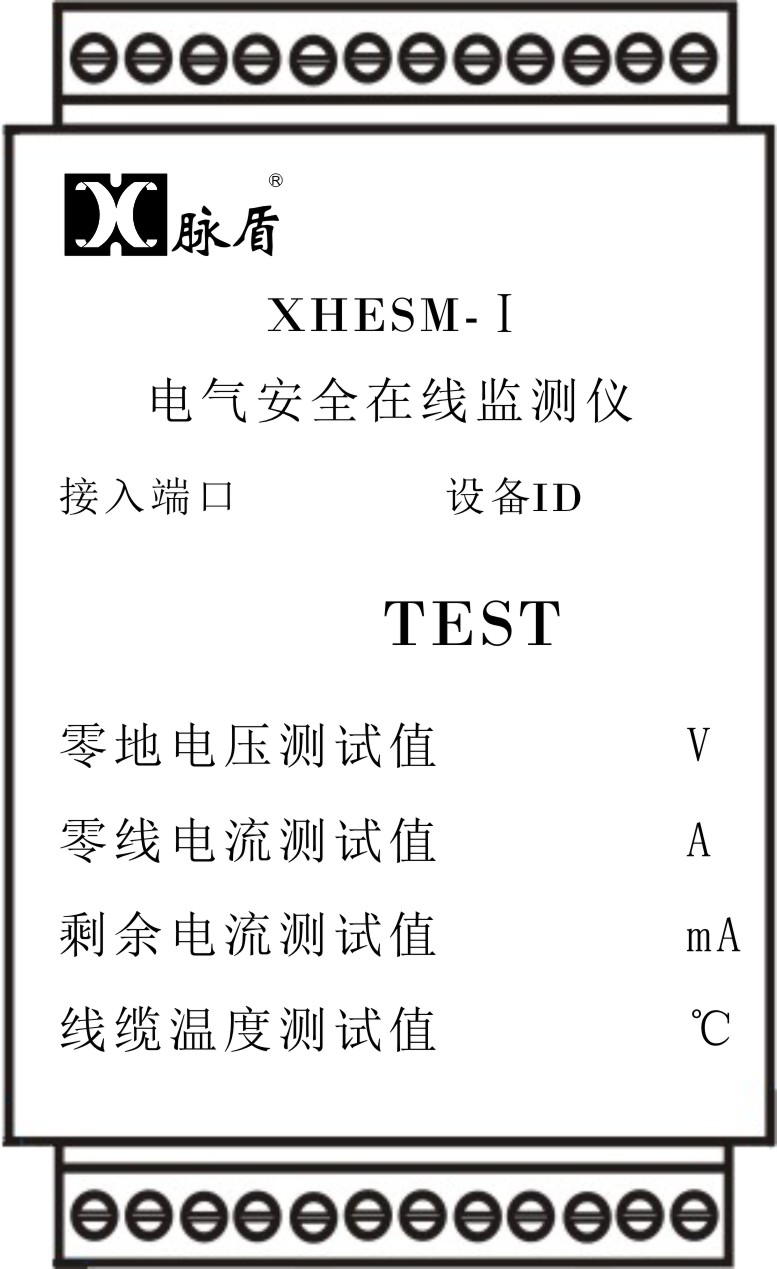 脉盾®
XHESM-Ⅰ
电气安全在线监测仪
接入端口 设备ID
TEST
零地电压测试值 V
零线电流测试值 A
剩余电流测试值 mA
线缆温度测试值 ℃